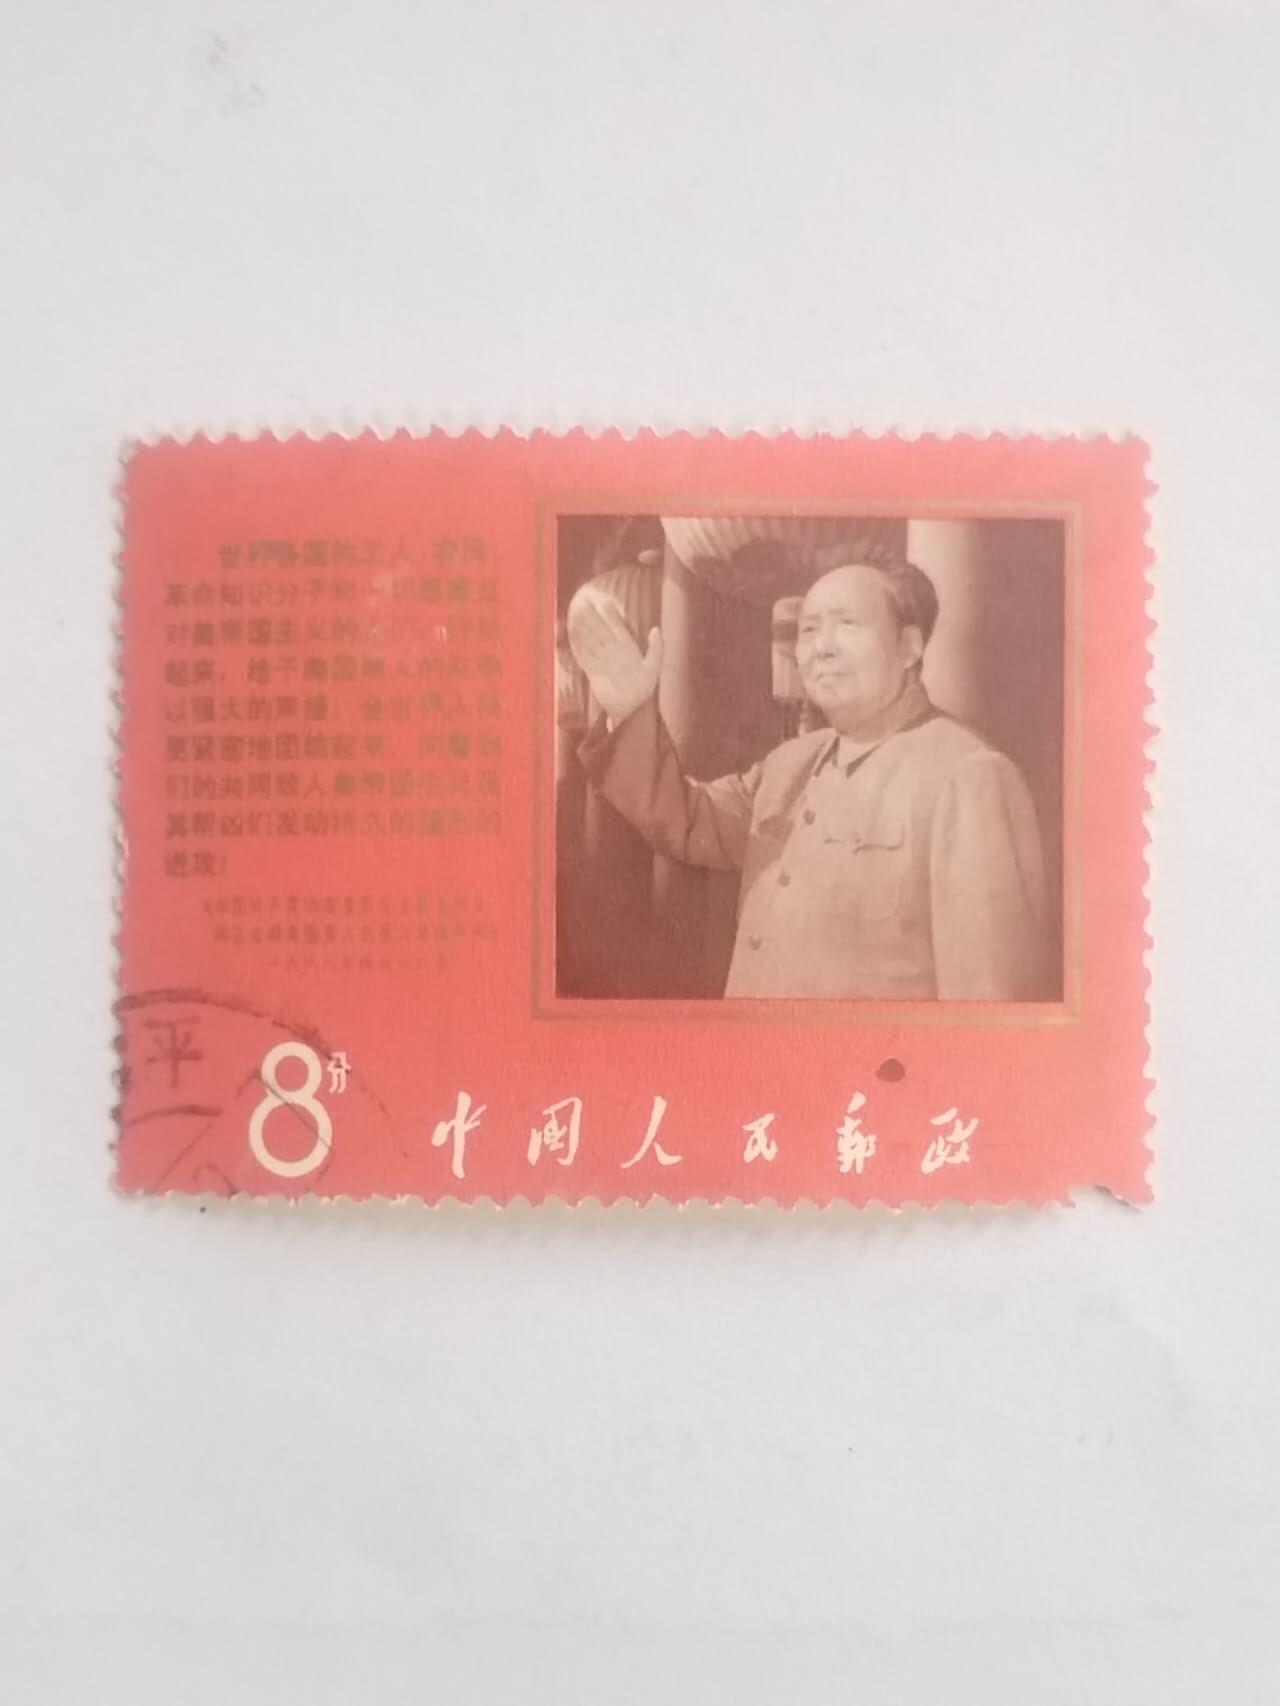 世界各国的工人、农民、
革命知识分子和一切愿意反
对美帝国主义的人们，行动
起来，给予美国黑人的斗争
以强大的声援！全世界人民
更紧密地团结起来，向着我
们的共同敌人美帝国主义及
其帮凶们发动持久的猛烈的
进攻！
平
8分
中国人民邮政